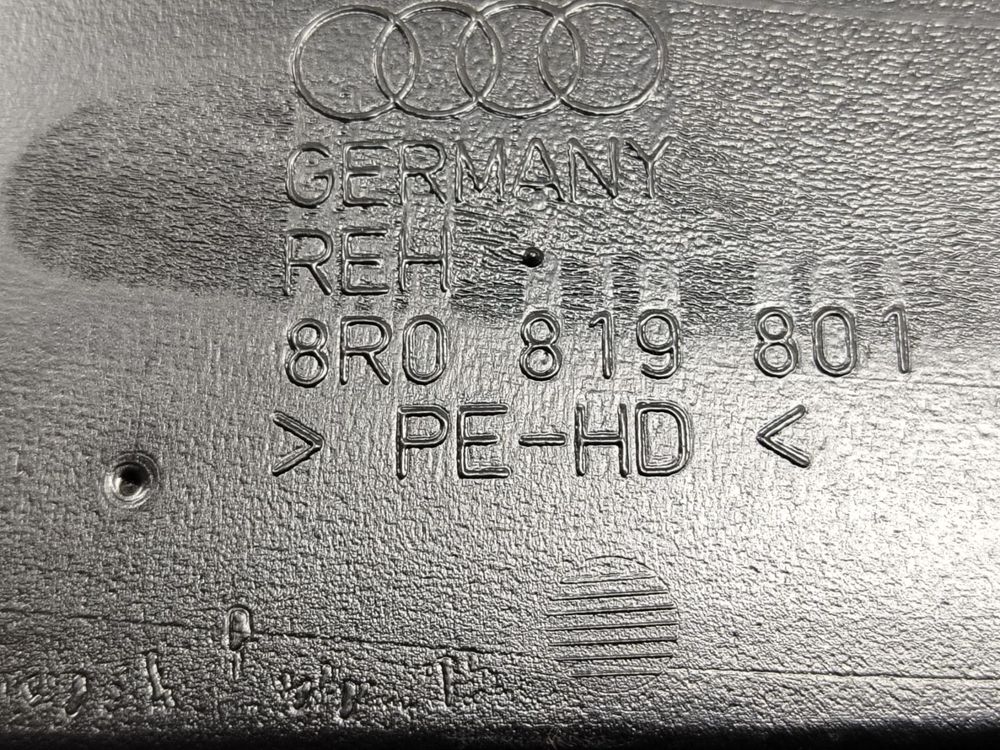 GERMANY
REH
8R0 819 801
> PE-HD <